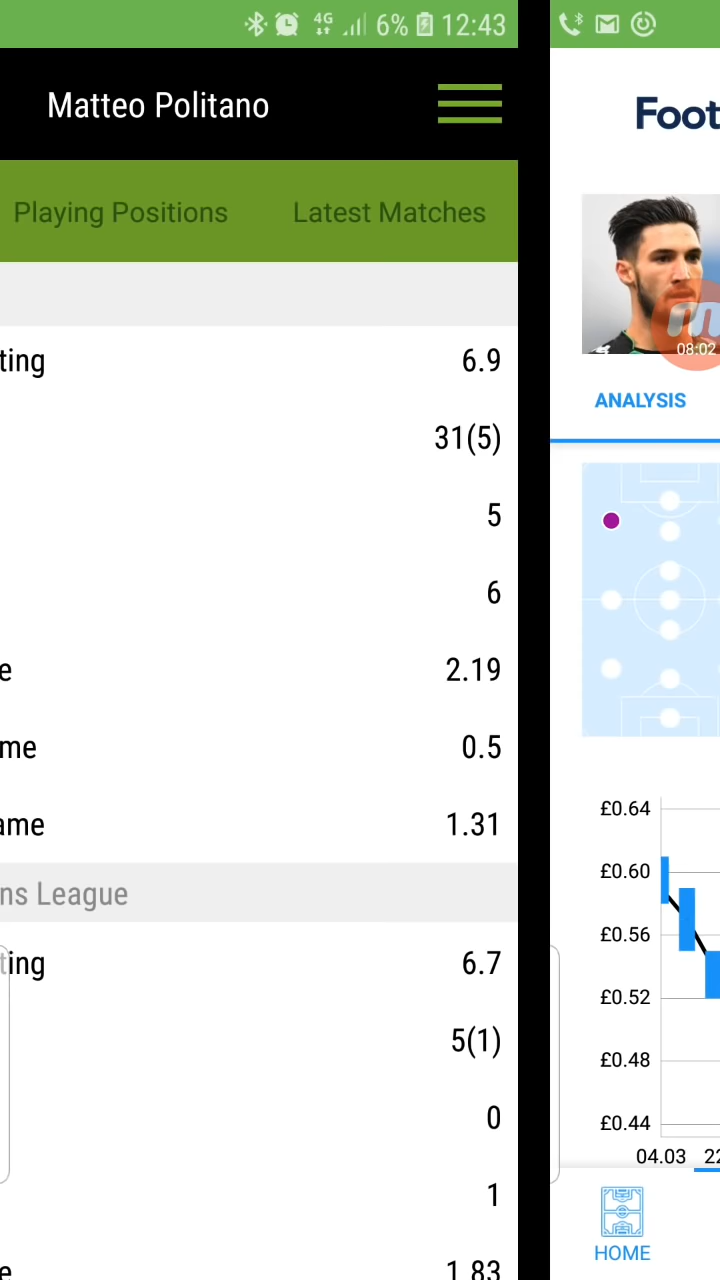 6% 12:43
4G
Matteo Politano
Playing Positions Latest Matches
ting 6.9
31(5)
5
6
e 2.19
me 0.5
ame 1.31
ns League
ting 6.7
5(1)
0
1
e 1.83
Foot
08:02
ANALYSIS
£0.64
£0.60
£0.56
£0.52
£0.48
£0.44
04.03 22
HOME